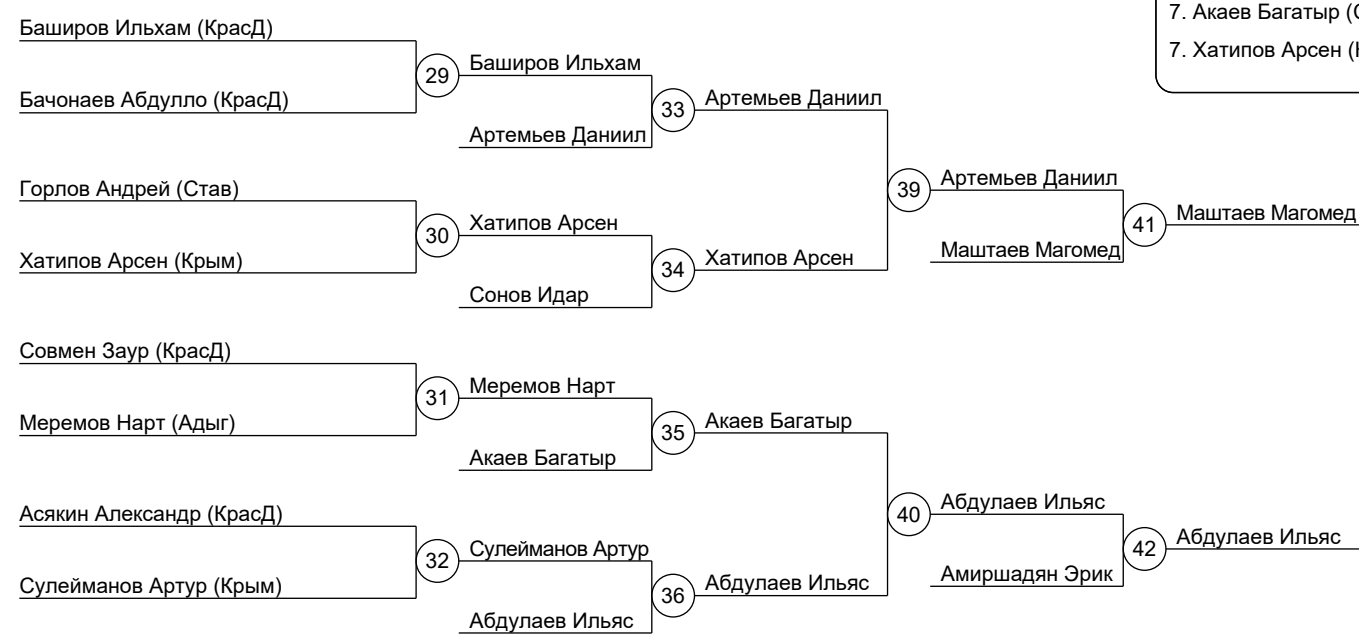 7. Акаев Багатыр (
7. Хатипов Арсен (
Баширов Ильхам (КрасД)
Бачонаев Абдулло (КрасД)
29
Баширов Ильхам
Артемьев Даниил
33
Артемьев Даниил
Горлов Андрей (Став)
Хатипов Арсен (Крым)
30
Хатипов Арсен
Сонов Идар
34
Хатипов Арсен
39
Артемьев Даниил
Маштаев Магомед
41
Маштаев Магомед
Совмен Заур (КрасД)
Меремов Нарт (Адыг)
31
Меремов Нарт
Акаев Багатыр
35
Акаев Багатыр
Асякин Александр (КрасД)
Сулейманов Артур (Крым)
32
Сулейманов Артур
Абдулаев Ильяс
36
Абдулаев Ильяс
40
Абдулаев Ильяс
Амиршадян Эрик
42
Абдулаев Ильяс